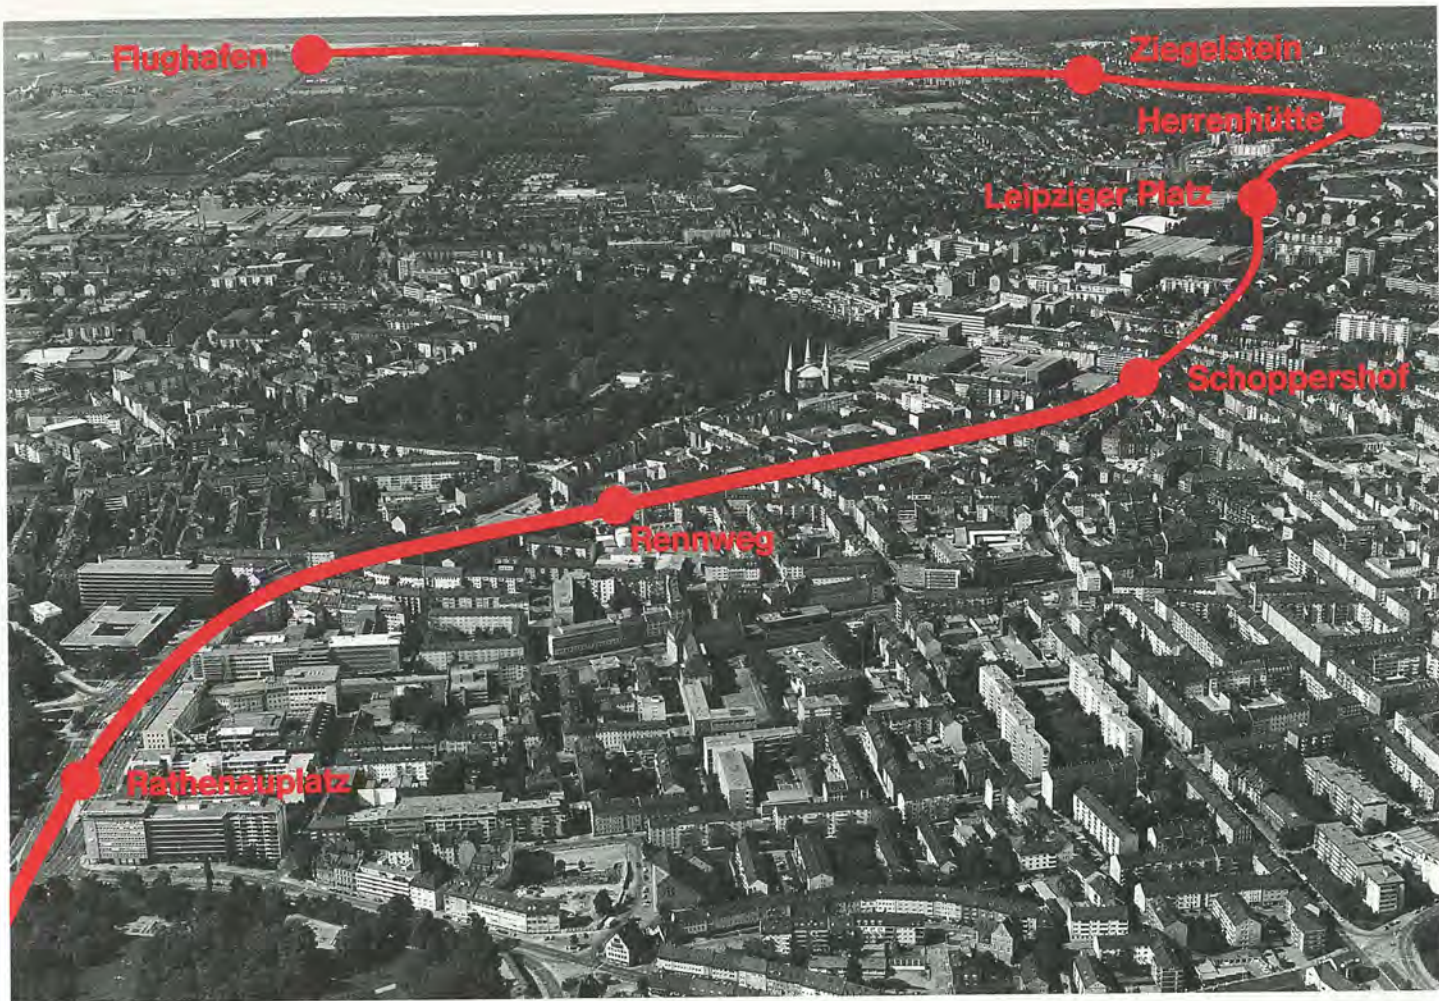 Flughafen
Ziegelstein
Herrenhütte
Leipziger Platz
Schoppershof
Rennweg
Rathenauplatz